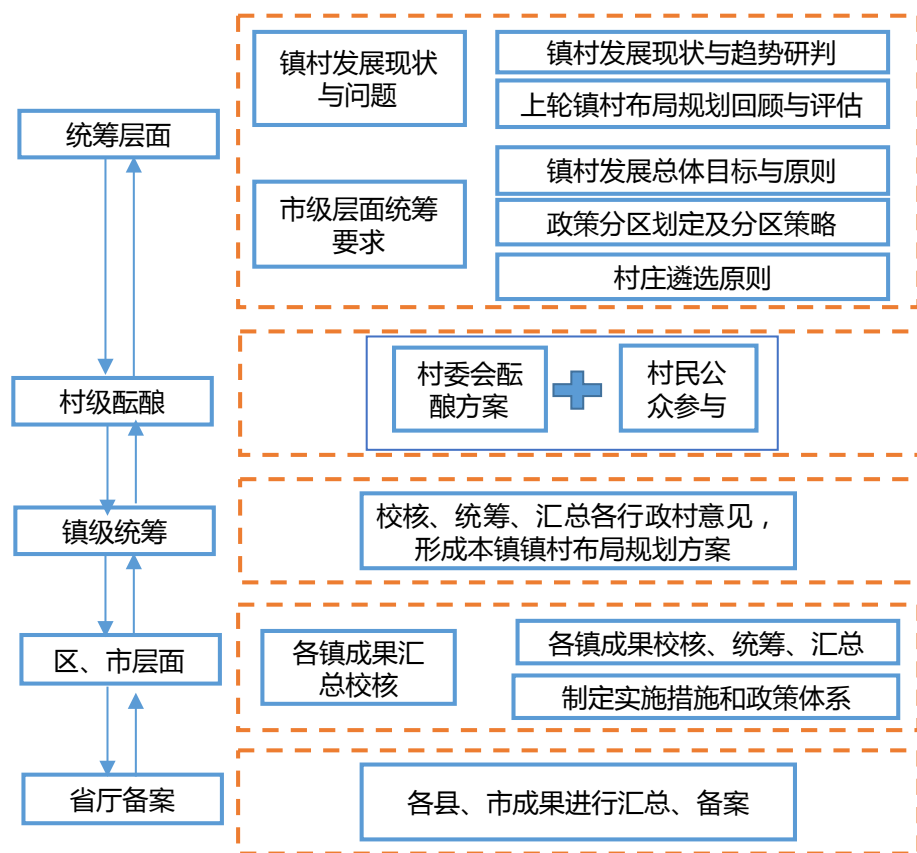 统筹层面
镇村发展现状
与问题
镇村发展现状与趋势研判
上轮镇村布局规划回顾与评估
市级层面统筹
要求
镇村发展总体目标与原则
政策分区划定及分区策略
村庄遴选原则
村级酝酿
村委会酝
酿方案
村民公
众参与
镇级统筹
校核、统筹、汇总各行政村意见，
形成本镇镇村布局规划方案
区、市层面
各镇成果汇
总校核
各镇成果校核、统筹、汇总
制定实施措施和政策体系
省厅备案
各县、市成果进行汇总、备案